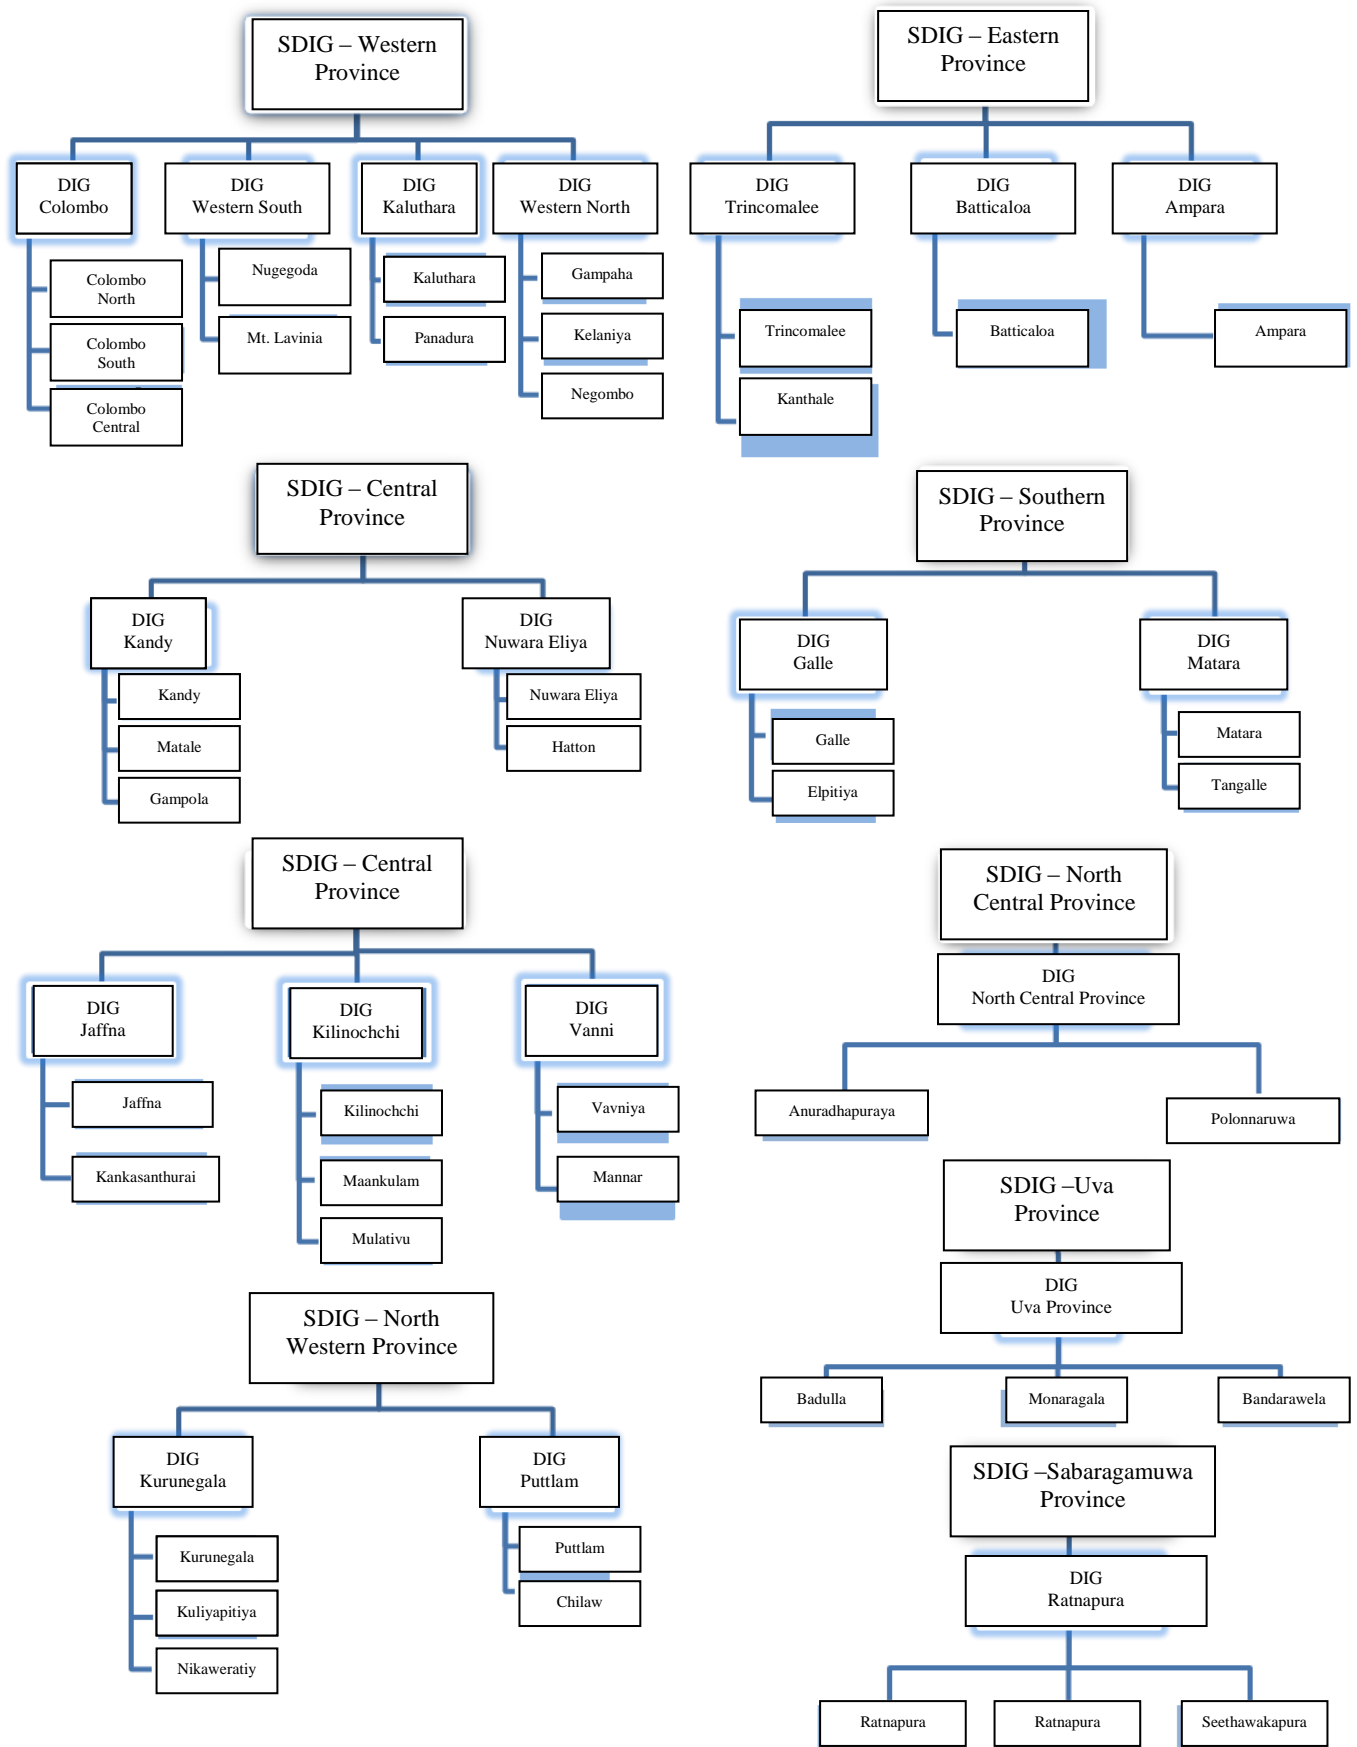 SDIG – Western
Province
DIG
Colombo
DIG
Western South
DIG
Kaluthara
DIG
Western North
Colombo
North
Colombo
South
Colombo
Central
Nugegoda
Mt. Lavinia
Kaluthara
Panadura
Gampaha
Kelaniya
Negombo
SDIG – Eastern
Province
DIG
Trincomalee
DIG
Batticaloa
DIG
Ampara
Trincomalee
Kanthale
Batticaloa
Ampara
SDIG – Central
Province
DIG
Kandy
DIG
Nuwara Eliya
Kandy
Matale
Gampola
Nuwara Eliya
Hatton
SDIG – Southern
Province
DIG
Galle
DIG
Matara
Galle
Elpitiya
Matara
Tangalle
SDIG – Central
Province
DIG
Jaffna
DIG
Kilinochchi
DIG
Vanni
Jaffna
Kankasanthurai
Kilinochchi
Maankulam
Mulativu
Vavniya
Mannar
SDIG – North
Central Province
DIG
North Central Province
Anuradhapuraya
Polonnaruwa
SDIG –Uva
Province
DIG
Uva Province
Badulla
Monaragala
Bandarawela
SDIG – North
Western Province
DIG
Kurunegala
DIG
Puttlam
Kurunegala
Kuliyapitiya
Nikaweratiy
Puttlam
Chilaw
SDIG –Sabaragamuwa
Province
DIG
Ratnapura
Ratnapura
Ratnapura
Seethawakapura